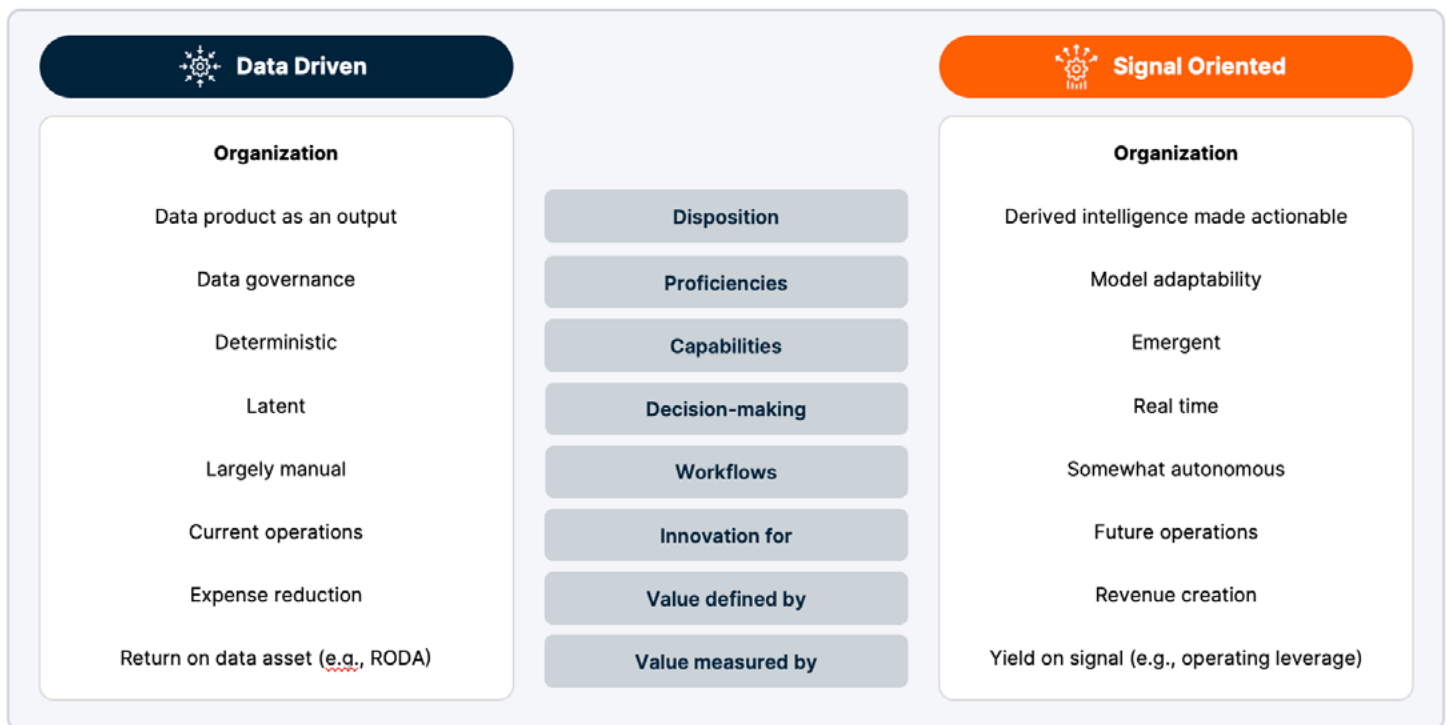 Data Driven
Signal Oriented
Organization
Organization
Data product as an output
Disposition
Derived intelligence made actionable
Data governance
Proficiencies
Model adaptability
Deterministic
Capabilities
Emergent
Latent
Decision-making
Real time
Largely manual
Workflows
Somewhat autonomous
Current operations
Innovation for
Future operations
Expense reduction
Value defined by
Revenue creation
Return on data asset (e.g., RODA)
Value measured by
Yield on signal (e.g., operating leverage)